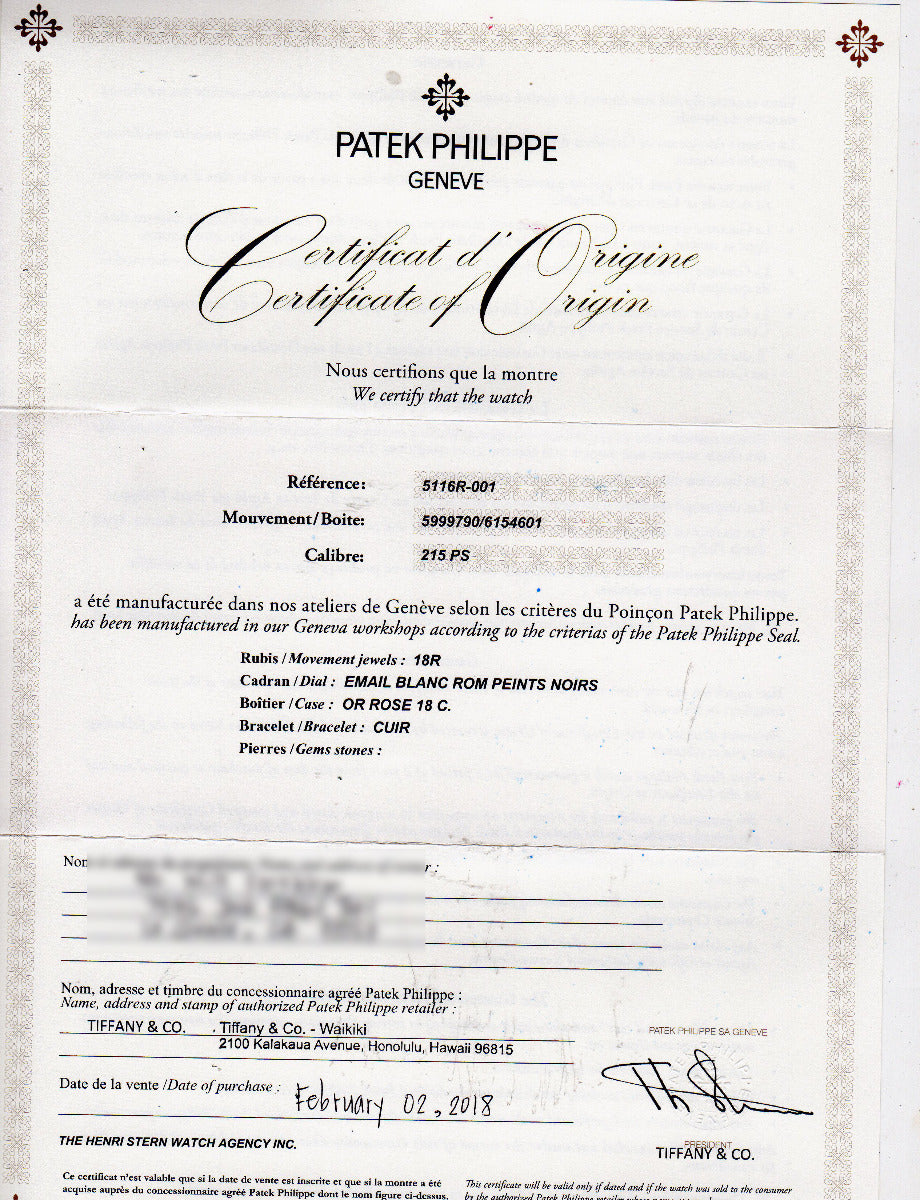 PATEK PHILIPPE
GENEVE
Certificat d'Origine
Certificate of Origin
Nous certifions que la montre
We certify that the watch
Référence: 5116R-001
Mouvement/Boite: 5999790/6154601
Calibre: 215 PS
a été manufacturée dans nos ateliers de Genève selon les critères du Poinçon Patek Philippe.
has been manufactured in our Geneva workshops according to the criterias of the Patek Philippe Seal.
Rubis / Movement jewels : 18R
Cadran / Dial : EMAIL BLANC ROM PEINTS NOIRS
Boîtier / Case : OR ROSE 18 C.
Bracelet / Bracelet : CUIR
Pierres / Gems stones :
Nom, adresse et timbre du concessionnaire agréé Patek Philippe :
Name, address and stamp of authorized Patek Philippe retailer :
TIFFANY & CO. . Tiffany & Co. - Waikiki
2100 Kalakaua Avenue, Honolulu, Hawaii 96815
PATEK PHILIPPE SA GENEVE
Date de la vente / Date of purchase : February 02, 2018
PRESIDENT
THE HENRI STERN WATCH AGENCY INC.
TIFFANY & CO.
Ce certificat n'est valable que si la date de vente est inscrite et que si la montre a été
acquise auprès du concessionnaire agréé Patek Philippe dont le nom figure ci-dessus.
This certificate will be valid only if dated and if the watch was sold to the consumer
by the authorized Patek Philippe retailer